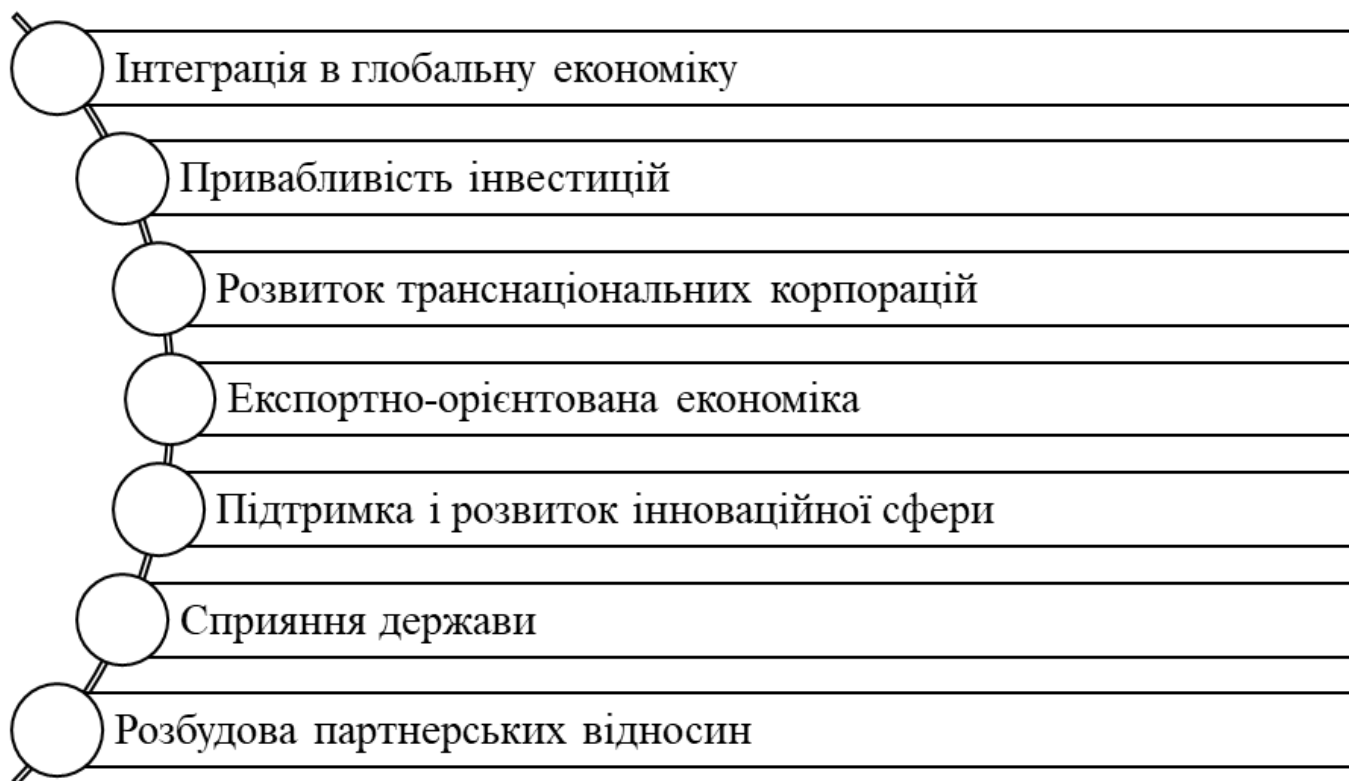 Інтеграція в глобальну економіку
Привабливість інвестицій
Розвиток транснаціональних корпорацій
Експортно-орієнтована економіка
Підтримка і розвиток інноваційної сфери
Сприяння держави
Розбудова партнерських відносин